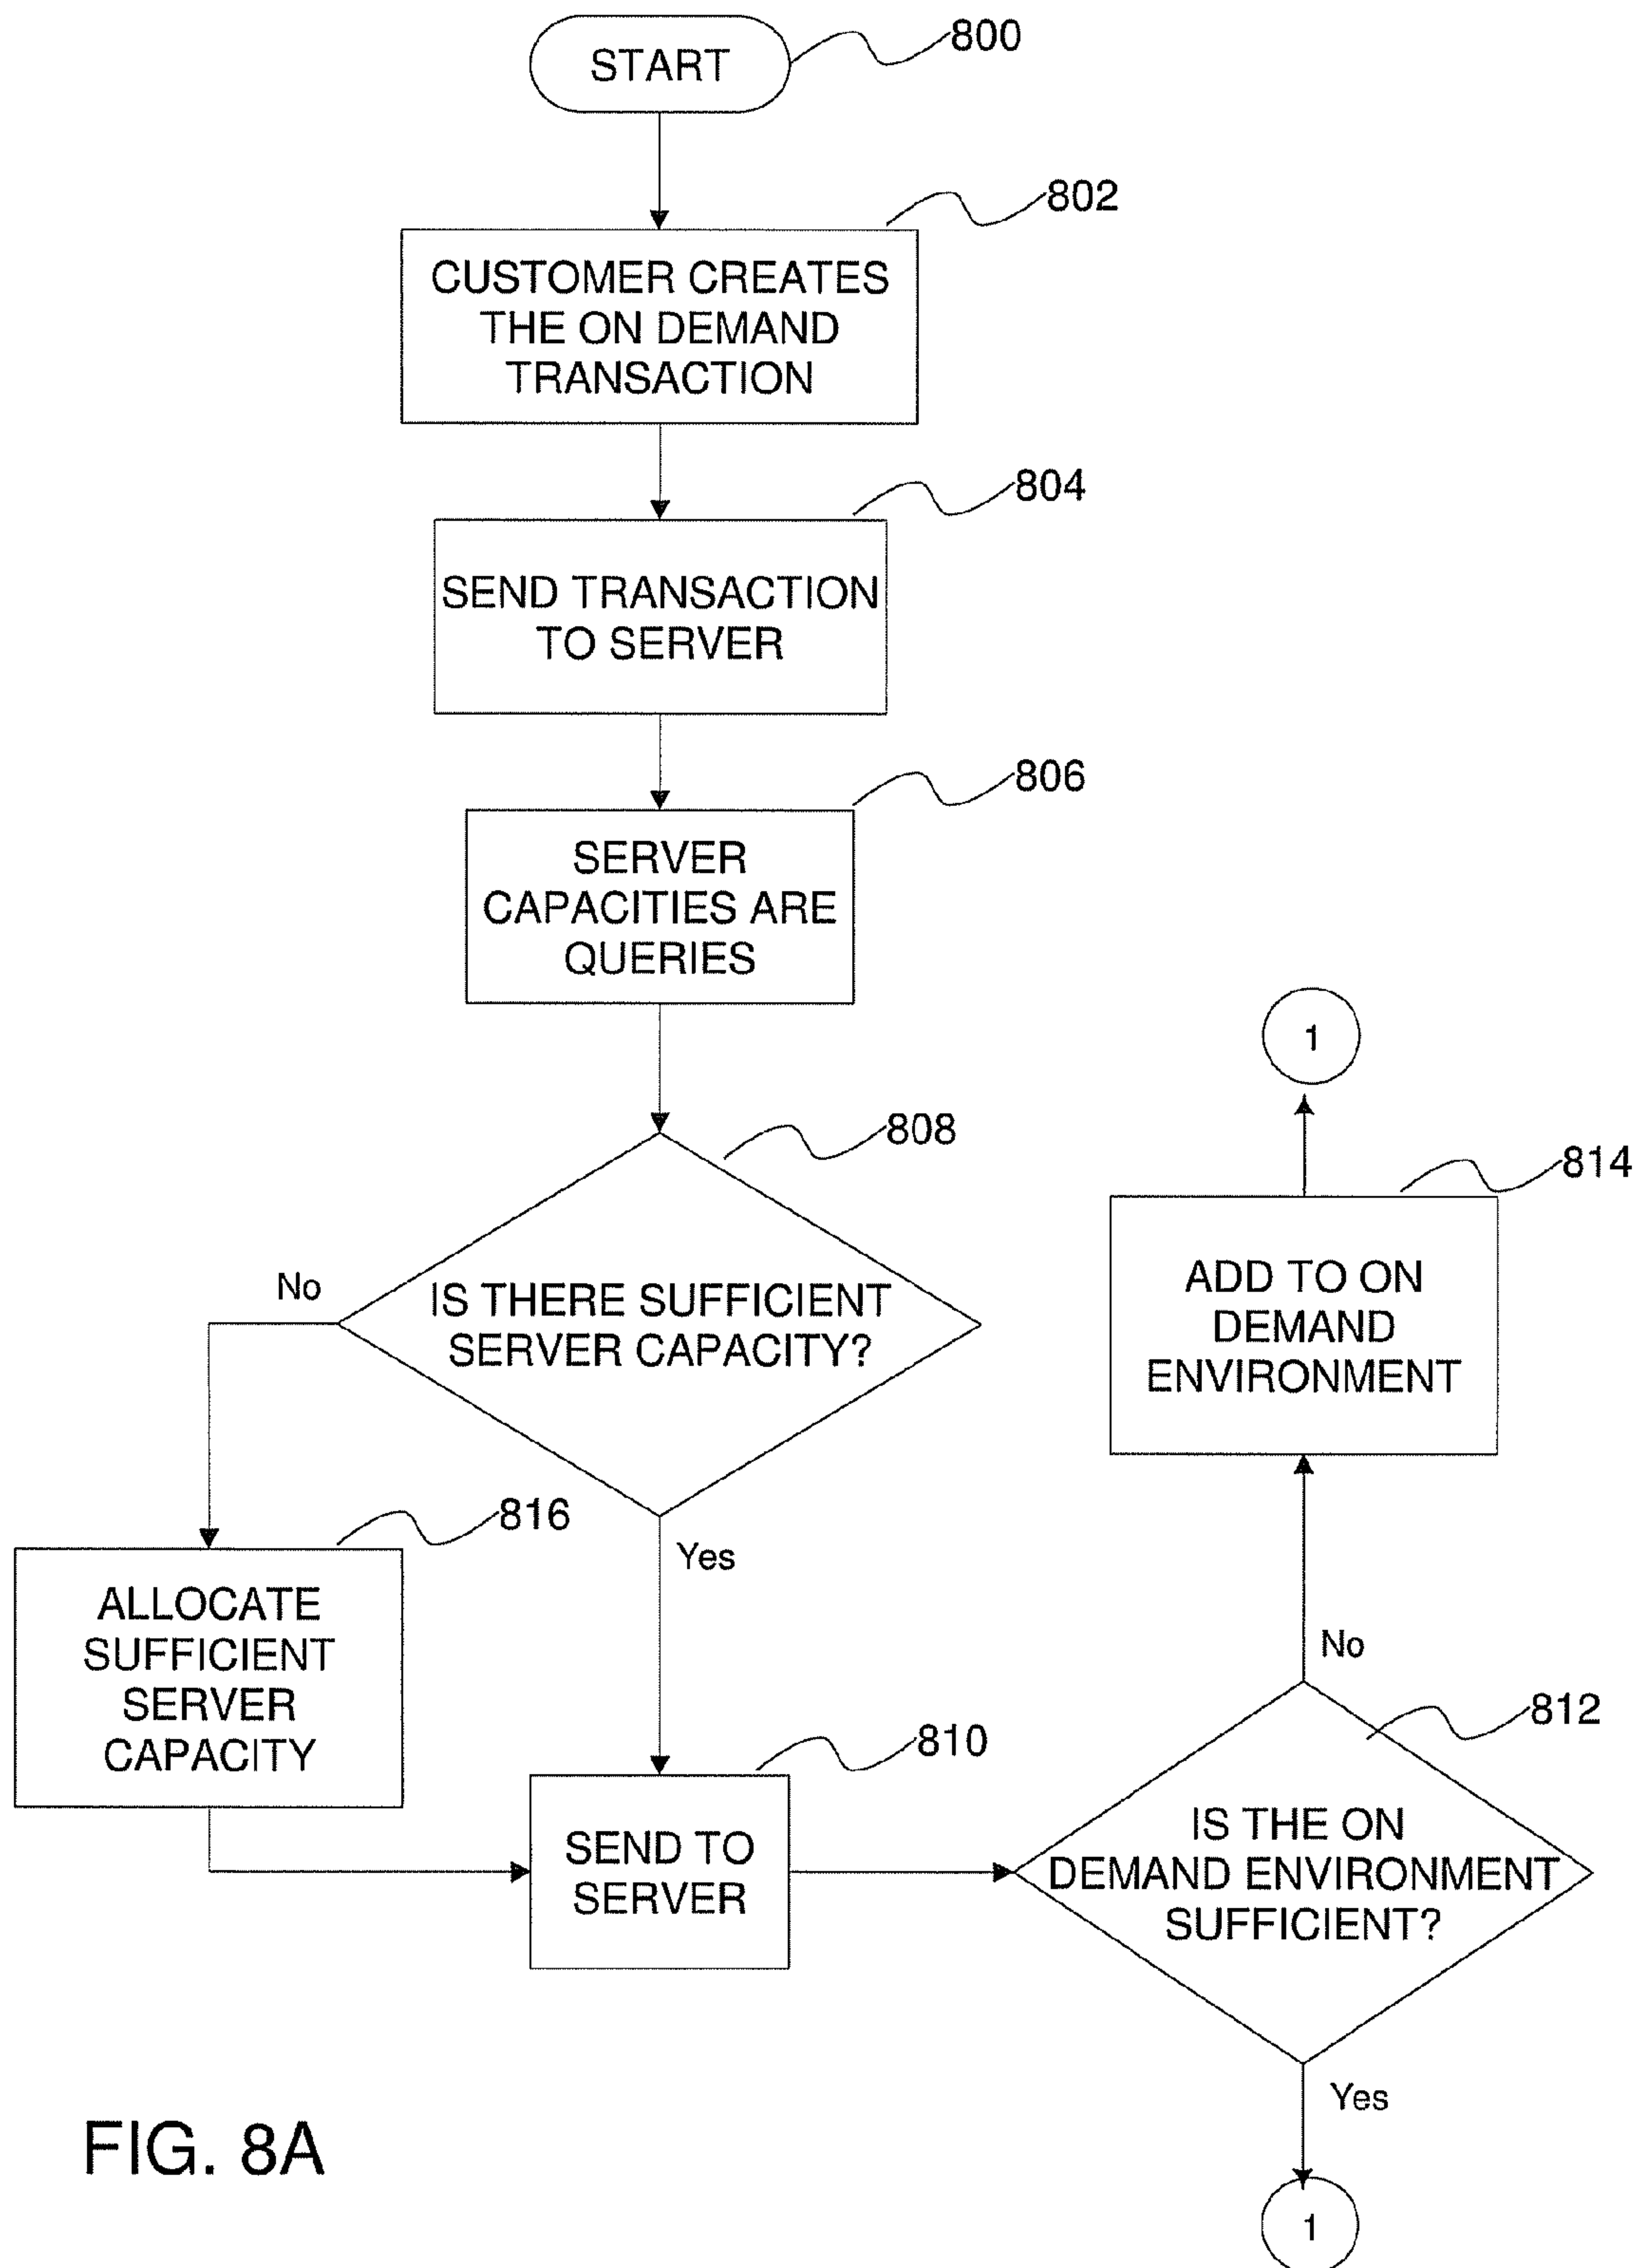 START
800
802
CUSTOMER CREATES
THE ON DEMAND
TRANSACTION
804
SEND TRANSACTION
TO SERVER
806
SERVER
CAPACITIES ARE
QUERIES
808
IS THERE SUFFICIENT
SERVER CAPACITY?
No
Yes
816
ALLOCATE
SUFFICIENT
SERVER
CAPACITY
810
SEND TO
SERVER
812
IS THE ON
DEMAND ENVIRONMENT
SUFFICIENT?
No
814
ADD TO ON
DEMAND
ENVIRONMENT
1
Yes
1
FIG. 8A